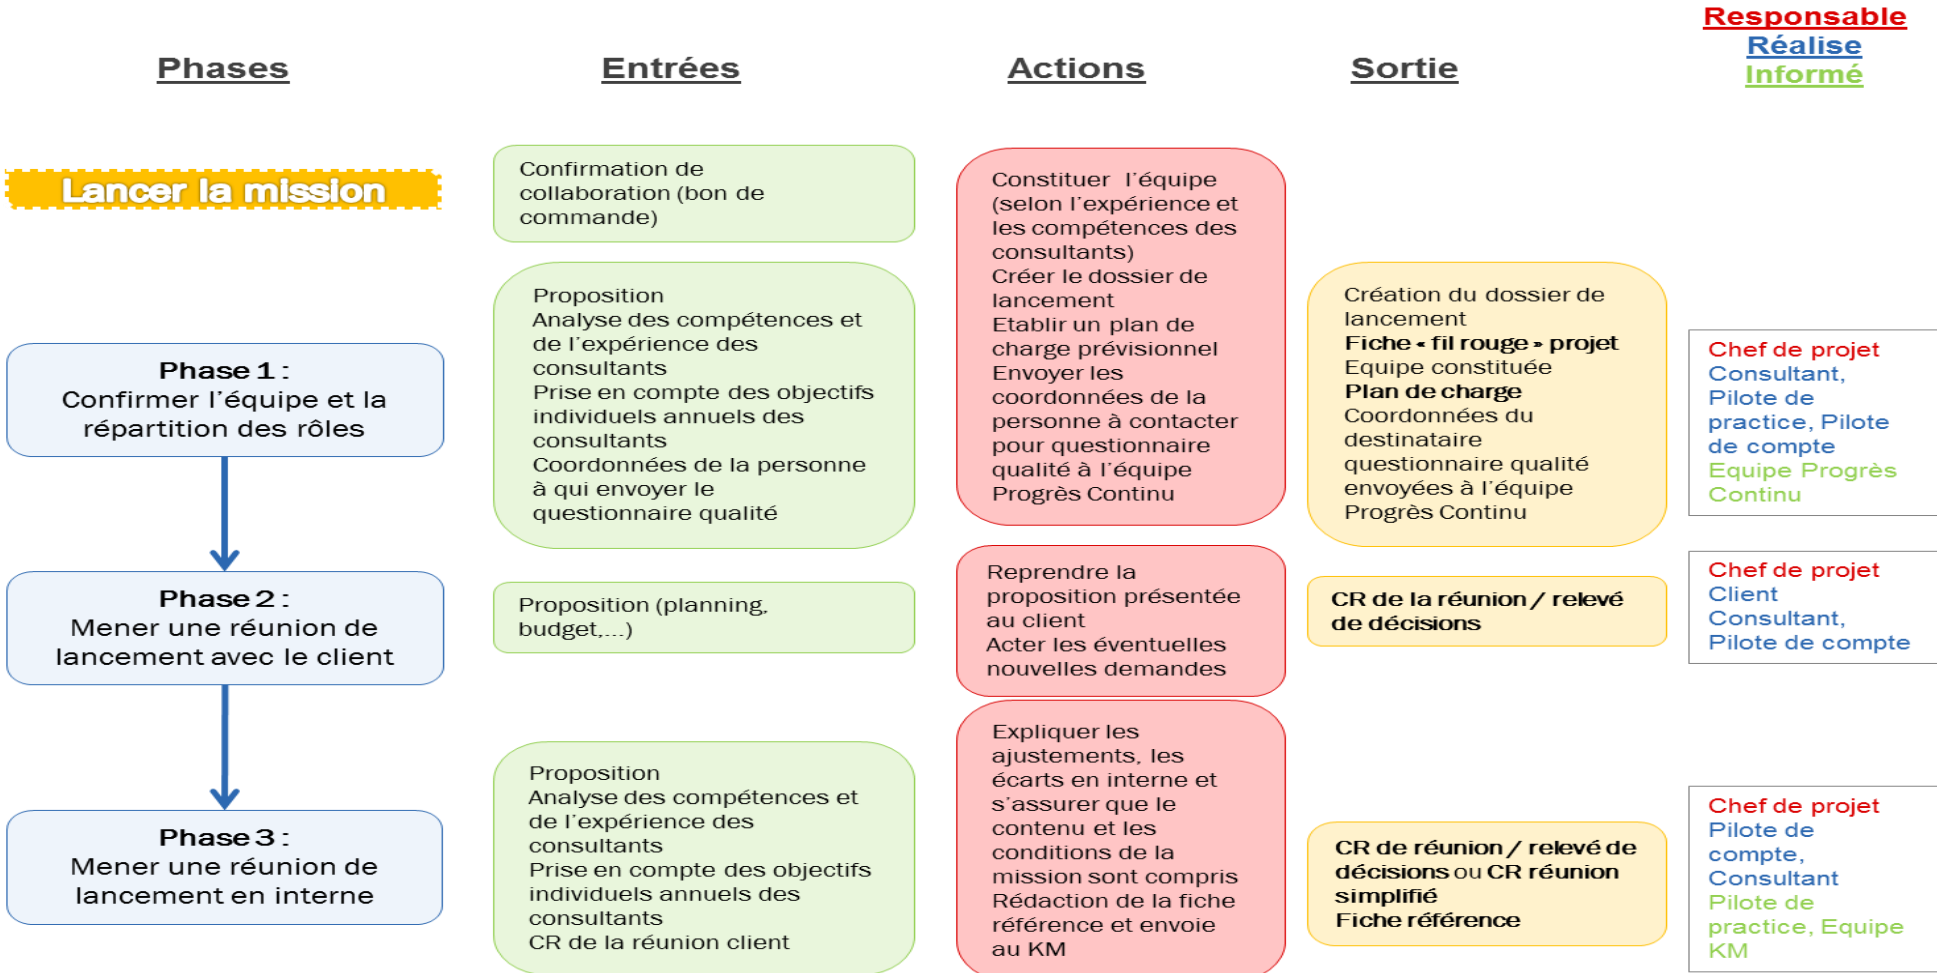 Phases
Entrées
Actions
Sortie
Responsable
Réalise
Informé
Lancer la mission
Confirmation de
collaboration (bon de
commande)
Phase 1 :
Confirmer l'équipe et la
répartition des rôles
Proposition
Analyse des compétences et
de l'expérience des
consultants
Prise en compte des objectifs
individuels annuels des
consultants
Coordonnées de la personne
à qui envoyer le
questionnaire qualité
Constituer l'équipe
(selon l'expérience et
les compétences des
consultants)
Créer le dossier de
lancement
Etablir un plan de
charge prévisionnel
Envoyer les
coordonnées de la
personne à contacter
pour questionnaire
qualité à l'équipe
Progrès Continu
Création du dossier de
lancement
Fiche « fil rouge » projet
Equipe constituée
Plan de charge
Coordonnées du
destinataire
questionnaire qualité
envoyées à l'équipe
Progrès Continu
Chef de projet
Consultant,
Pilote de
practice, Pilote
de compte
Equipe Progrès
Continu
Phase 2 :
Mener une réunion de
lancement avec le client
Proposition (planning,
budget,...)
Reprendre la
proposition présentée
au client
Acter les éventuelles
nouvelles demandes
CR de la réunion / relevé
de décisions
Chef de projet
Client
Consultant,
Pilote de compte
Phase 3 :
Mener une réunion de
lancement en interne
Proposition
Analyse des compétences et
de l'expérience des
consultants
Prise en compte des objectifs
individuels annuels des
consultants
CR de la réunion client
Expliquer les
ajustements, les
écarts en interne et
s'assurer que le
contenu et les
conditions de la
mission sont compris
Rédaction de la fiche
référence et envoie
au KM
CR de réunion / relevé de
décisions ou CR réunion
simplifié
Fiche référence
Chef de projet
Pilote de
compte,
Consultant
Pilote de
practice, Equipe
KM